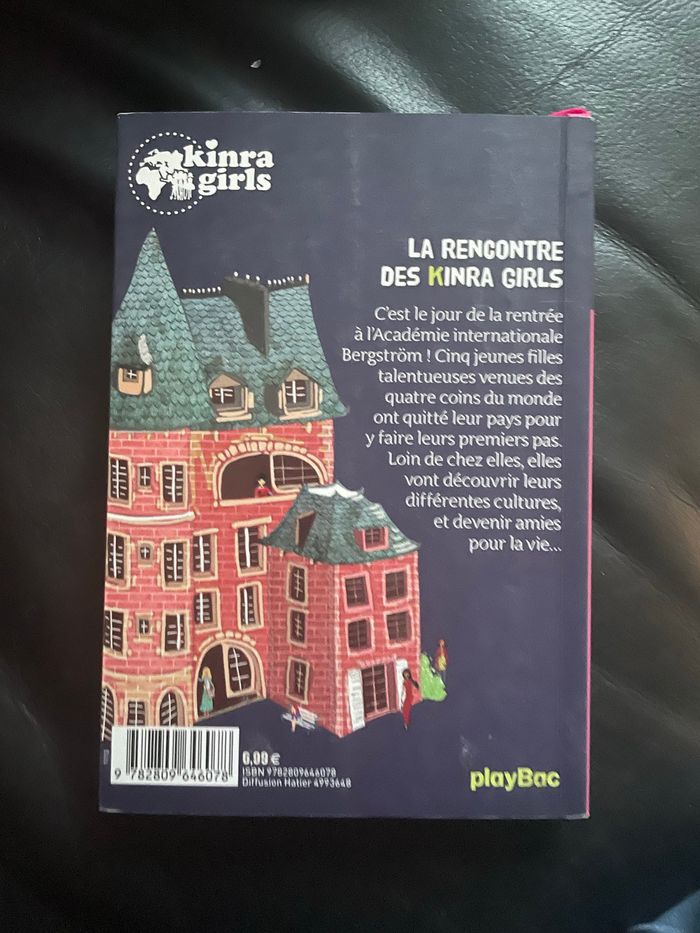 kinra
girls
LA RENCONTRE
DES KINRA GIRLS
C'est le jour de la rentrée
à l'Académie internationale
Bergström ! Cinq jeunes filles
talentueuses venues des
quatre coins du monde
ont quitté leur pays pour
y faire leurs premiers pas.
Loin de chez elles, elles
vont découvrir leurs
différentes cultures,
et devenir amies
pour la vie...
6,99 €
ISBN 9782809646078
Diffusion Hatier 4993648
9 782809 646078
playBac